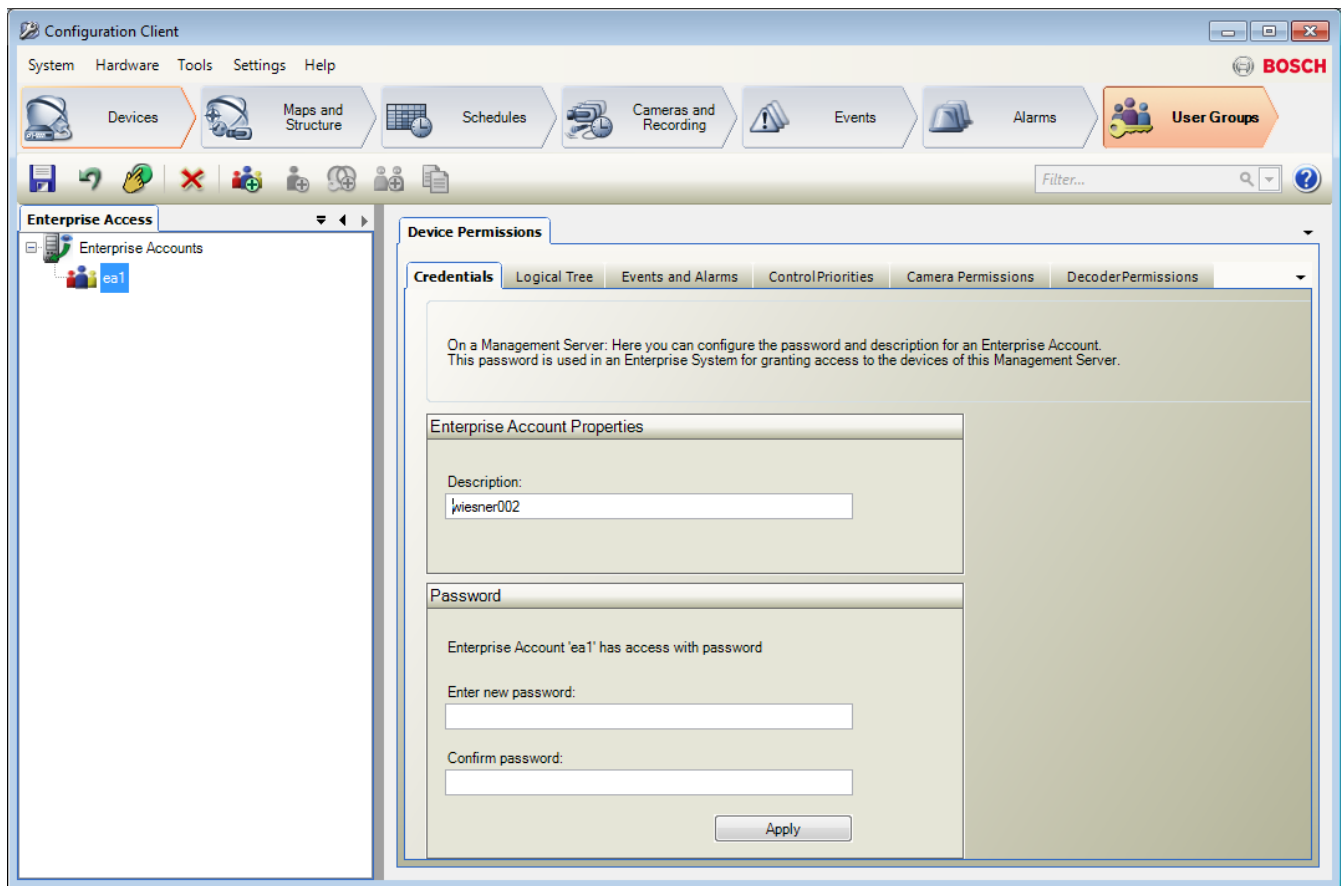 Configuration Client
System Hardware Tools Settings Help
BOSCH
Devices
Maps and
Structure
Schedules
Cameras and
Recording
Events
Alarms
User Groups
Filter...
Enterprise Access
Enterprise Accounts
ea1
Device Permissions
Credentials Logical Tree Events and Alarms ControlPriorities Camera Permissions DecoderPermissions
On a Management Server: Here you can configure the password and description for an Enterprise Account.
This password is used in an Enterprise System for granting access to the devices of this Management Server.
Enterprise Account Properties
Description:
wiesner002
Password
Enterprise Account 'ea1' has access with password
Enter new password:
Confirm password:
Apply